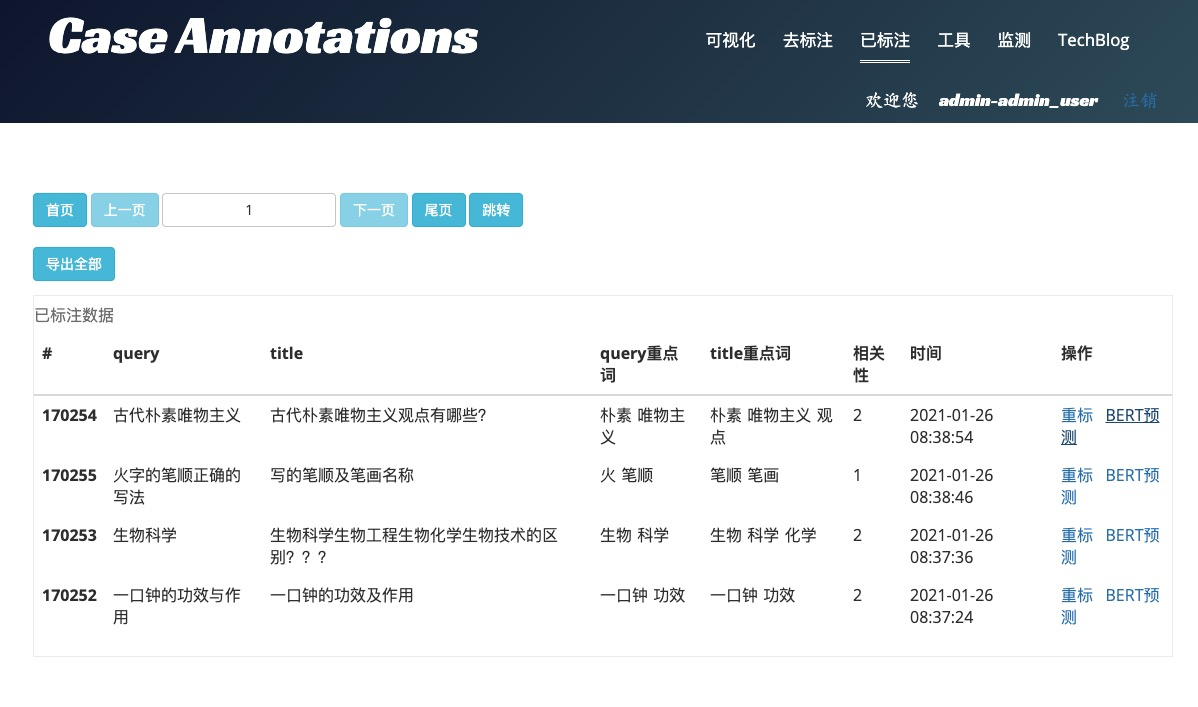 Case Annotations
可视化 去标注 已标注 工具 监测 TechBlog
欢迎您 admin-admin_user 注销
首页 上一页 1 下一页 尾页 跳转
导出全部
已标注数据
# query title query重点 title重点词 相关 时间 操作
词 性
170254 古代朴素唯物主义 古代朴素唯物主义观点有哪些? 朴素 唯物主 朴素 唯物主义 观 2 2021-01-26 重标 BERT预
义 点 08:38:54 测
170255 火字的笔顺正确的 写的笔顺及笔画名称 火 笔顺 笔顺 笔画 1 2021-01-26 重标 BERT预
写法 08:38:46 测
170253 生物科学 生物科学生物工程生物化学生物技术的区 生物 科学 生物 科学 化学 2 2021-01-26 重标 BERT预
别？？？ 08:37:36 测
170252 一口钟的功效与作 一口钟的功效及作用 一口钟 功效 一口钟 功效 2 2021-01-26 重标 BERT预
用 08:37:24 测